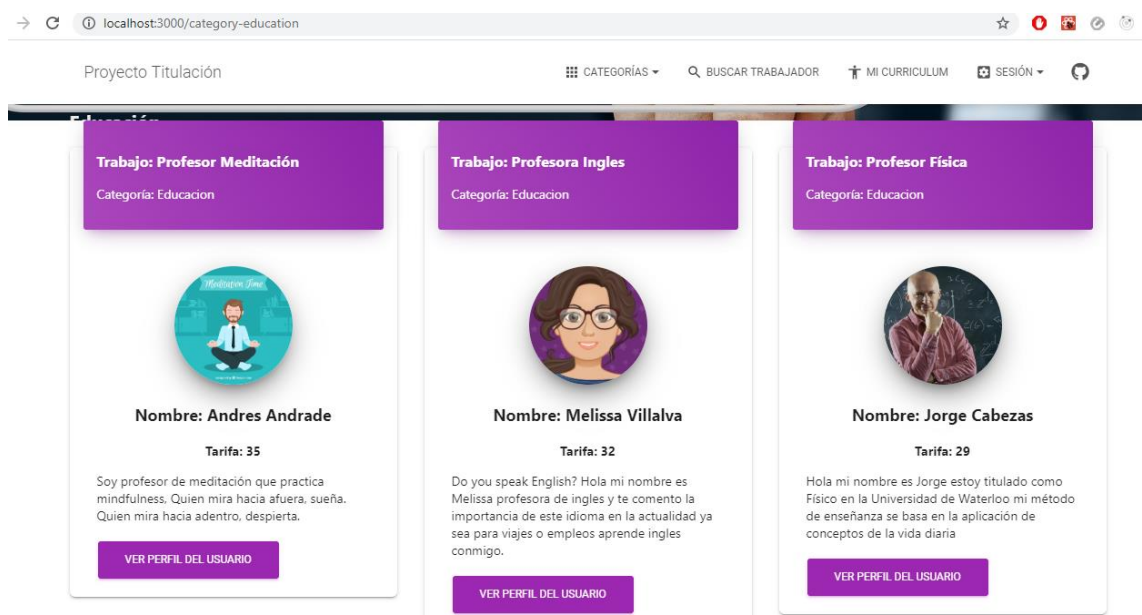 localhost:3000/category-education
Proyecto Titulación
CATEGORÍAS
BUSCAR TRABAJADOR
MI CURRICULUM
SESIÓN
Educación
Trabajo: Profesor Meditación
Categoría: Educacion
Meditation Time
Nombre: Andres Andrade
Tarifa: 35
Soy profesor de meditación que practica
mindfulness, Quien mira hacia afuera, sueña.
Quien mira hacia adentro, despierta.
VER PERFIL DEL USUARIO
Trabajo: Profesora Ingles
Categoría: Educacion
Nombre: Melissa Villalva
Tarifa: 32
Do you speak English? Hola mi nombre es
Melissa profesora de ingles y te comento la
importancia de este idioma en la actualidad ya
sea para viajes o empleos aprende ingles
conmigo.
VER PERFIL DEL USUARIO
Trabajo: Profesor Física
Categoría: Educacion
Nombre: Jorge Cabezas
Tarifa: 29
Hola mi nombre es Jorge estoy titulado como
Físico en la Universidad de Waterloo mi método
de enseñanza se basa en la aplicación de
conceptos de la vida diaria
VER PERFIL DEL USUARIO